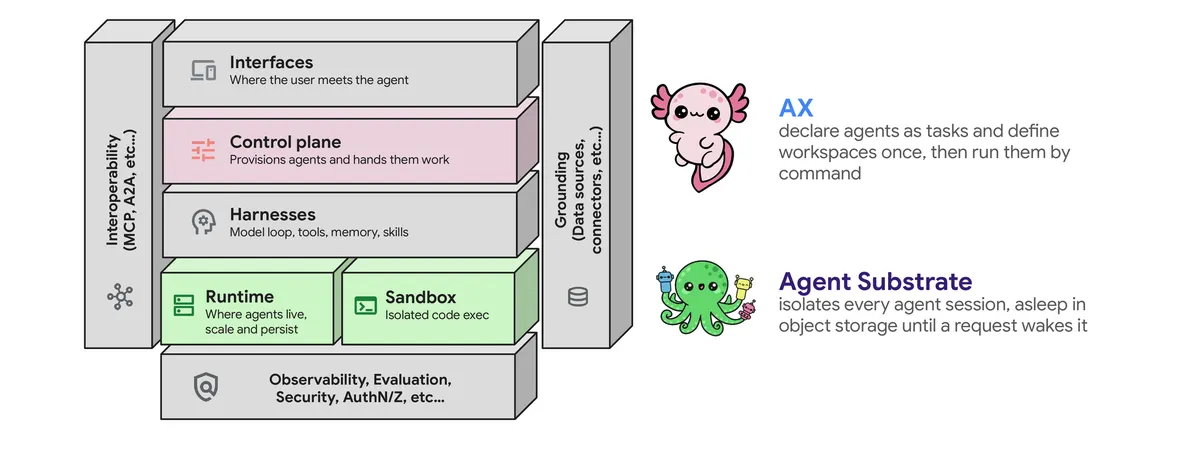 Interoperability
(MCP, A2A, etc...)
Interfaces
Where the user meets the agent
Control plane
Provisions agents and hands them work
Harnesses
Model loop, tools, memory, skills
Runtime
Where agents live,
scale and persist
Sandbox
Isolated code exec
Observability, Evaluation,
Security, AuthN/Z, etc...
Grounding
(Data sources,
connectors, etc...)
AX
declare agents as tasks and define
workspaces once, then run them by
command
Agent Substrate
isolates every agent session, asleep in
object storage until a request wakes it